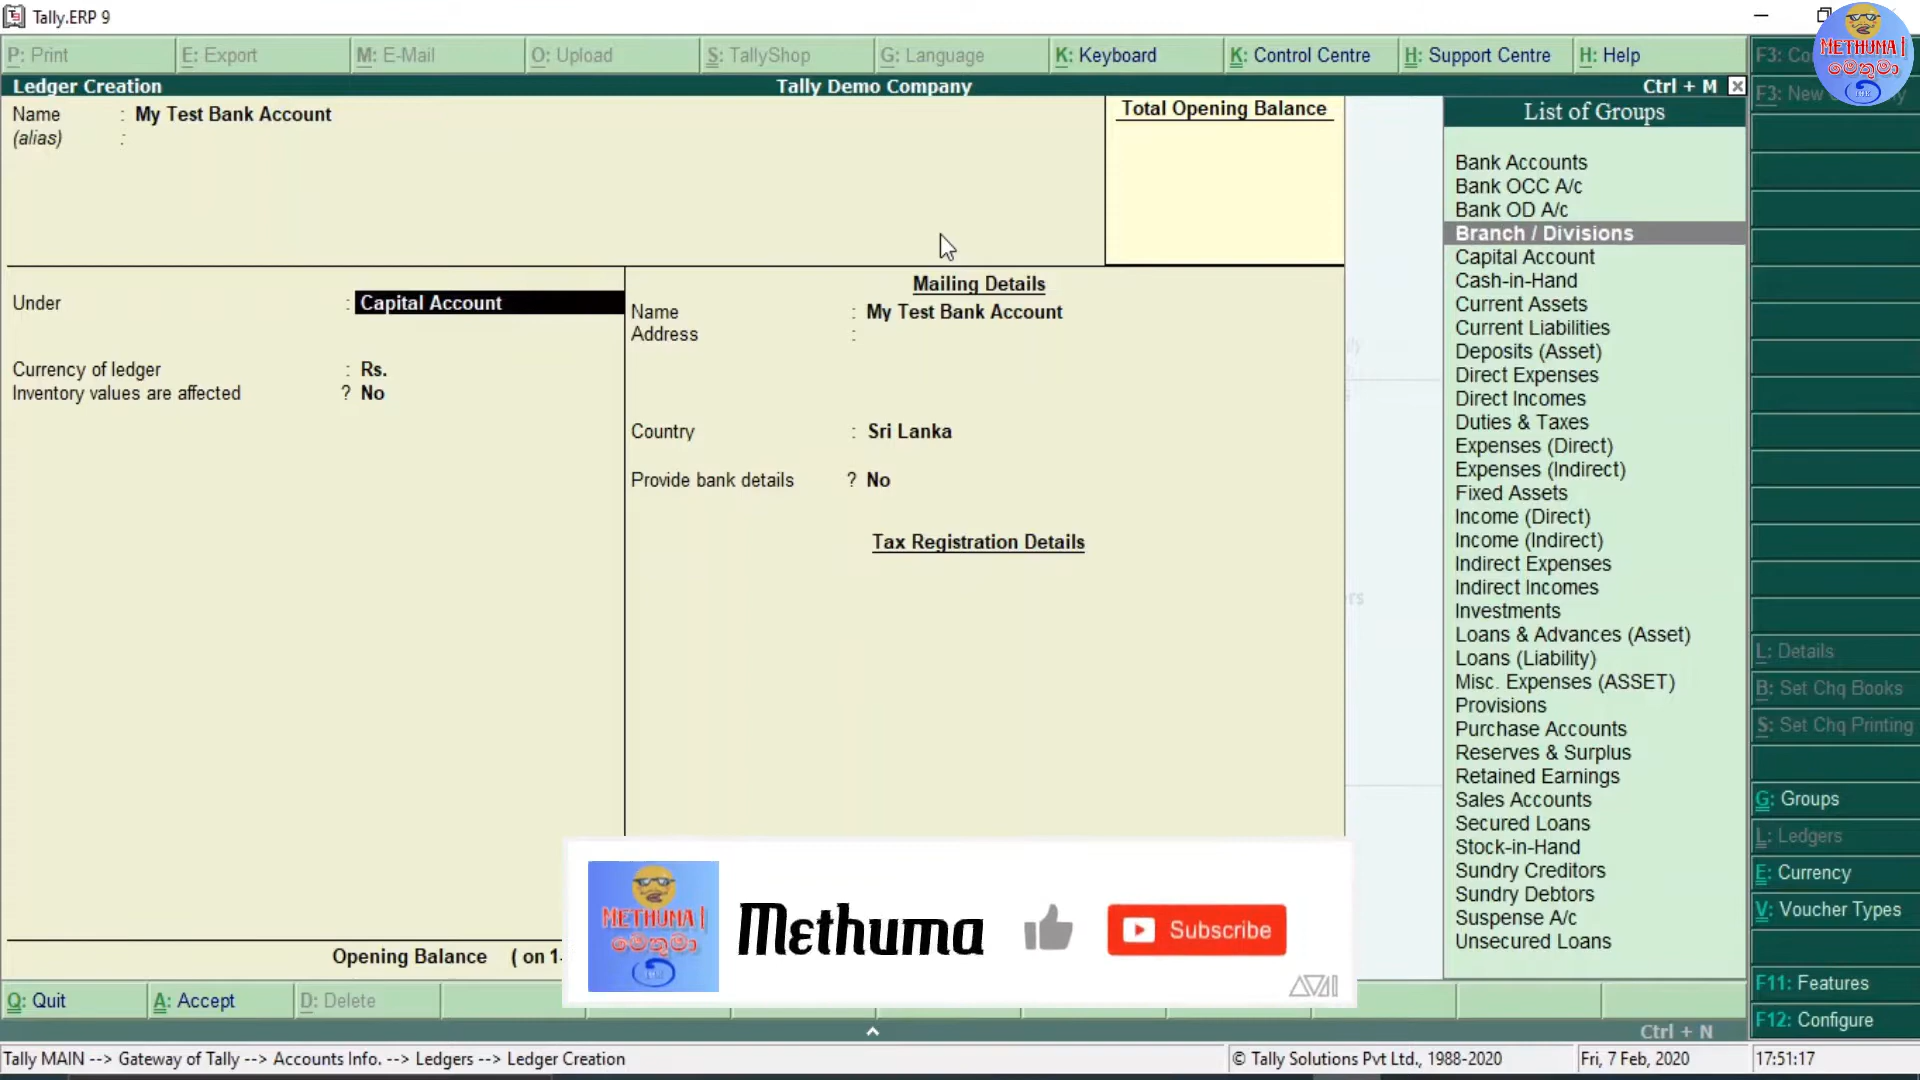 Tally.ERP 9
P: Print
E: Export
M: E-Mail
O: Upload
S: TallyShop
G: Language
K: Keyboard
K: Control Centre
H: Support Centre
H: Help
METHUMA|
මෙතුමා
Ledger Creation
Tally Demo Company
Ctrl + M
Name : My Test Bank Account
(alias) :
Total Opening Balance
Under : Capital Account
Currency of ledger : Rs.
Inventory values are affected ? No
Mailing Details
Name : My Test Bank Account
Address :
Country : Sri Lanka
Provide bank details ? No
Tax Registration Details
Opening Balance ( on 1-
List of Groups
Bank Accounts
Bank OCC A/c
Bank OD A/c
Branch / Divisions
Capital Account
Cash-in-Hand
Current Assets
Current Liabilities
Deposits (Asset)
Direct Expenses
Direct Incomes
Duties & Taxes
Expenses (Direct)
Expenses (Indirect)
Fixed Assets
Income (Direct)
Income (Indirect)
Indirect Expenses
Indirect Incomes
Investments
Loans & Advances (Asset)
Loans (Liability)
Misc. Expenses (ASSET)
Provisions
Purchase Accounts
Reserves & Surplus
Retained Earnings
Sales Accounts
Secured Loans
Stock-in-Hand
Sundry Creditors
Sundry Debtors
Suspense A/c
Unsecured Loans
F3: Co
F3: New
L: Details
B: Set Chq Books
S: Set Chq Printing
G: Groups
L: Ledgers
E: Currency
V: Voucher Types
F11: Features
F12: Configure
METHUMA|
මෙතුමා
Methuma
Subscribe
Q: Quit
A: Accept
D: Delete
Ctrl + N
Tally MAIN --> Gateway of Tally --> Accounts Info. --> Ledgers --> Ledger Creation
© Tally Solutions Pvt Ltd., 1988-2020
Fri, 7 Feb, 2020
17:51:17